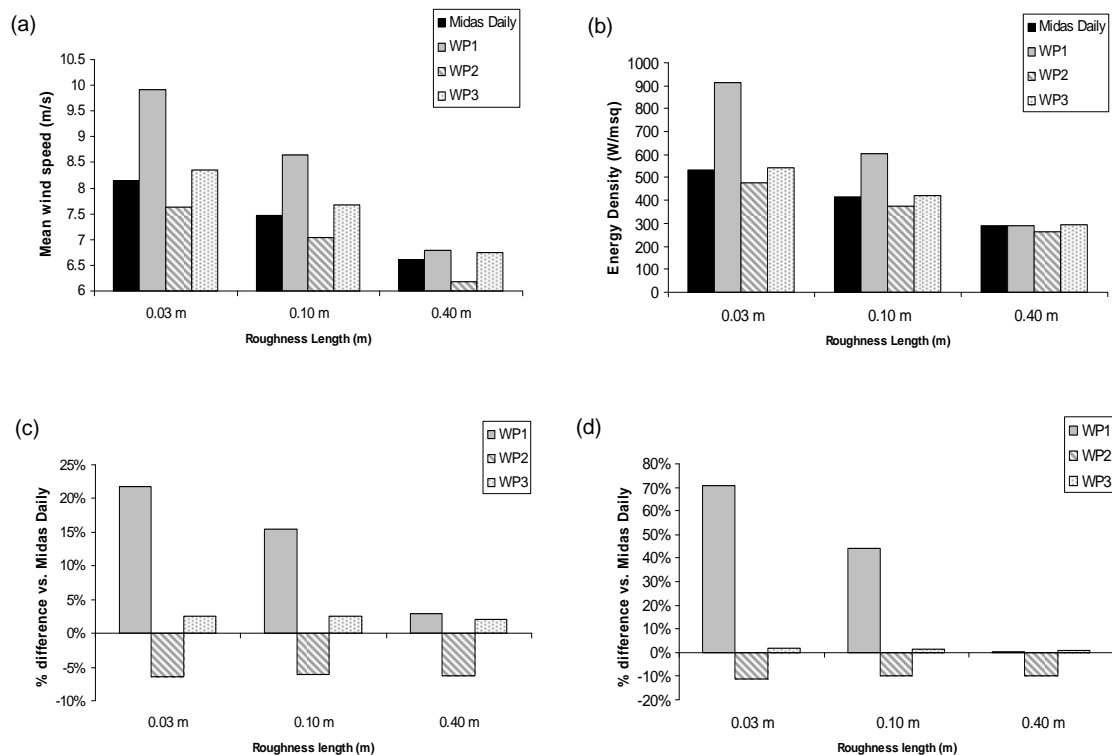 (a)
Midas Daily
WP1
WP2
WP3
Mean wind speed (m/s)
10.5
10
9.5
9
8.5
8
7.5
7
6.5
6
0.03 m 0.10 m 0.40 m
Roughness Length (m)
(b)
Midas Daily
WP1
WP2
WP3
Energy Density (W/msq)
1000
900
800
700
600
500
400
300
200
100
0
0.03 m 0.10 m 0.40 m
Roughness Length (m)
(c)
WP1
WP2
WP3
% difference vs. Midas Daily
25%
20%
15%
10%
5%
0%
-5%
-10%
0.03 m 0.10 m 0.40 m
Roughness length (m)
(d)
WP1
WP2
WP3
% difference vs. Midas Daily
80%
70%
60%
50%
40%
30%
20%
10%
0%
-10%
-20%
0.03 m 0.10 m 0.40 m
Roughness length (m)